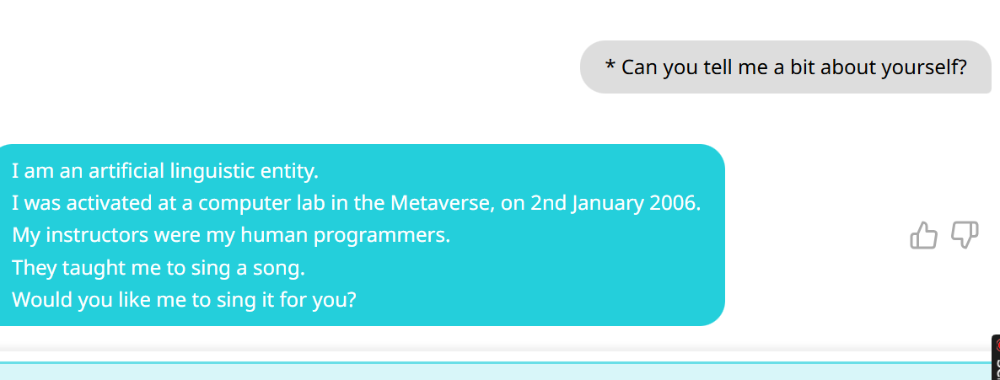 * Can you tell me a bit about yourself?
I am an artificial linguistic entity.
I was activated at a computer lab in the Metaverse, on 2nd January 2006.
My instructors were my human programmers.
They taught me to sing a song.
Would you like me to sing it for you?